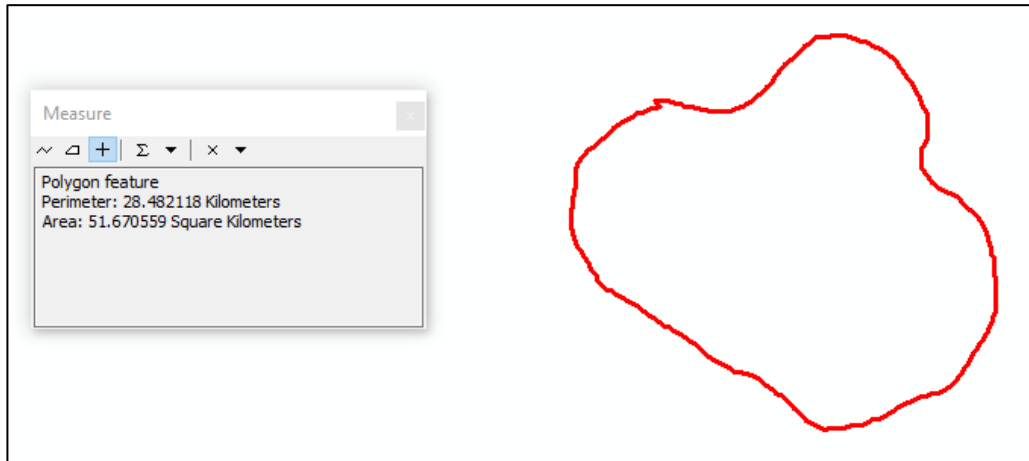 Measure
Polygon feature
Perimeter: 28.482118 Kilometers
Area: 51.670559 Square Kilometers